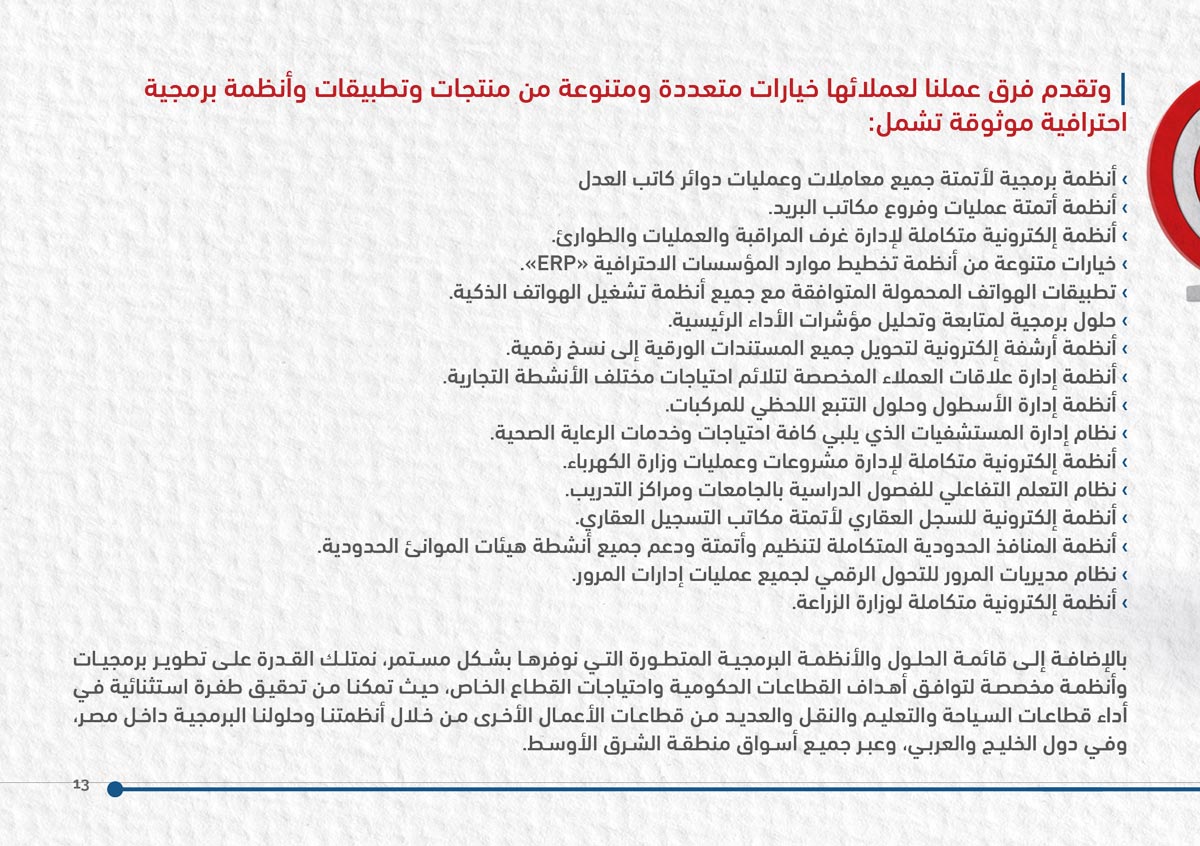 وتقدم فرق عملنا لعملائها خيارات متعددة ومتنوعة من منتجات وتطبيقات وأنظمة برمجية
احترافية موثوقة تشمل:
› أنظمة برمجية لأتمتة جميع معاملات وعمليات دوائر كاتب العدل
› أنظمة أتمتة عمليات وفروع مكاتب البريد.
› أنظمة إلكترونية متكاملة لإدارة غرف المراقبة والعمليات والطوارئ.
› خيارات متنوعة من أنظمة تخطيط موارد المؤسسات الاحترافية «ERP».
› تطبيقات الهواتف المحمولة المتوافقة مع جميع أنظمة تشغيل الهواتف الذكية.
› حلول برمجية لمتابعة وتحليل مؤشرات الأداء الرئيسية.
› أنظمة أرشفة إلكترونية لتحويل جميع المستندات الورقية إلى نسخ رقمية.
› أنظمة إدارة علاقات العملاء المخصصة لتلائم احتياجات مختلف الأنشطة التجارية.
› أنظمة إدارة الأسطول وحلول التتبع اللحظي للمركبات.
› نظام إدارة المستشفيات الذي يلبي كافة احتياجات وخدمات الرعاية الصحية.
› أنظمة إلكترونية متكاملة لإدارة مشروعات وعمليات وزارة الكهرباء.
› نظام التعلم التفاعلي للفصول الدراسية بالجامعات ومراكز التدريب.
› أنظمة إلكترونية للسجل العقاري لأتمتة مكاتب التسجيل العقاري.
› أنظمة المنافذ الحدودية المتكاملة لتنظيم وأتمتة ودعم جميع أنشطة هيئات الموانئ الحدودية.
› نظام مديريات المرور للتحول الرقمي لجميع عمليات إدارات المرور.
› أنظمة إلكترونية متكاملة لوزارة الزراعة.
بالإضافة إلى قائمة الحلول والأنظمة البرمجية المتطورة التي نوفرها بشكل مستمر، نمتلك القدرة على تطوير برمجيات
وأنظمة مخصصة لتوافق أهداف القطاعات الحكومية واحتياجات القطاع الخاص، حيث تمكنا من تحقيق طفرة استثنائية في
أداء قطاعات السياحة والتعليم والنقل والعديد من قطاعات الأعمال الأخرى من خلال أنظمتنا وحلولنا البرمجية داخل مصر،
وفي دول الخليج والعربي، وعبر جميع أسواق منطقة الشرق الأوسط.
13